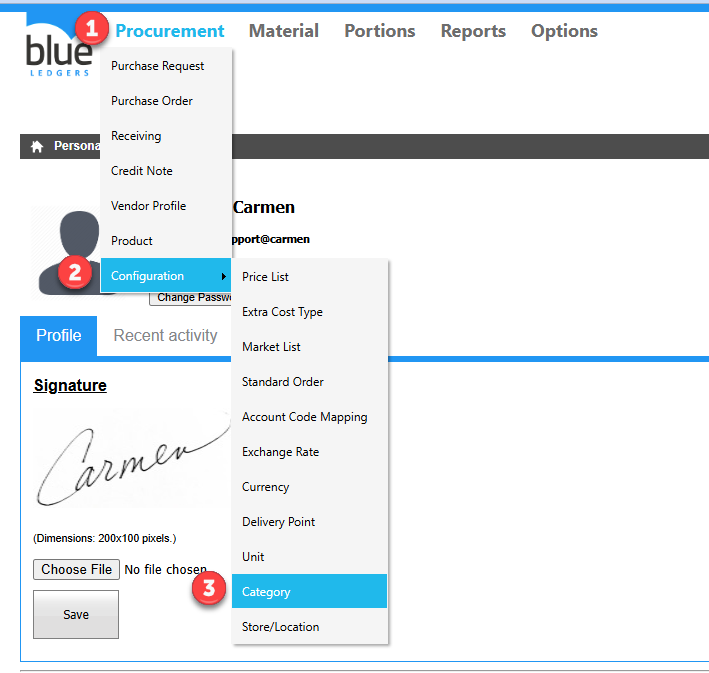 blue
LEDGERS
1
Procurement Material Portions Reports Options
Purchase Request
Purchase Order
Receiving
Persona
Credit Note
Vendor Profile
Carmen
pport@carmen
Product
2
Configuration
Change Passw
Price List
Extra Cost Type
Market List
Standard Order
Account Code Mapping
Exchange Rate
Currency
Delivery Point
Unit
3
Category
Store/Location
Profile Recent activity
Signature
Carmen
(Dimensions: 200x100 pixels.)
Choose File No file chosen
Save